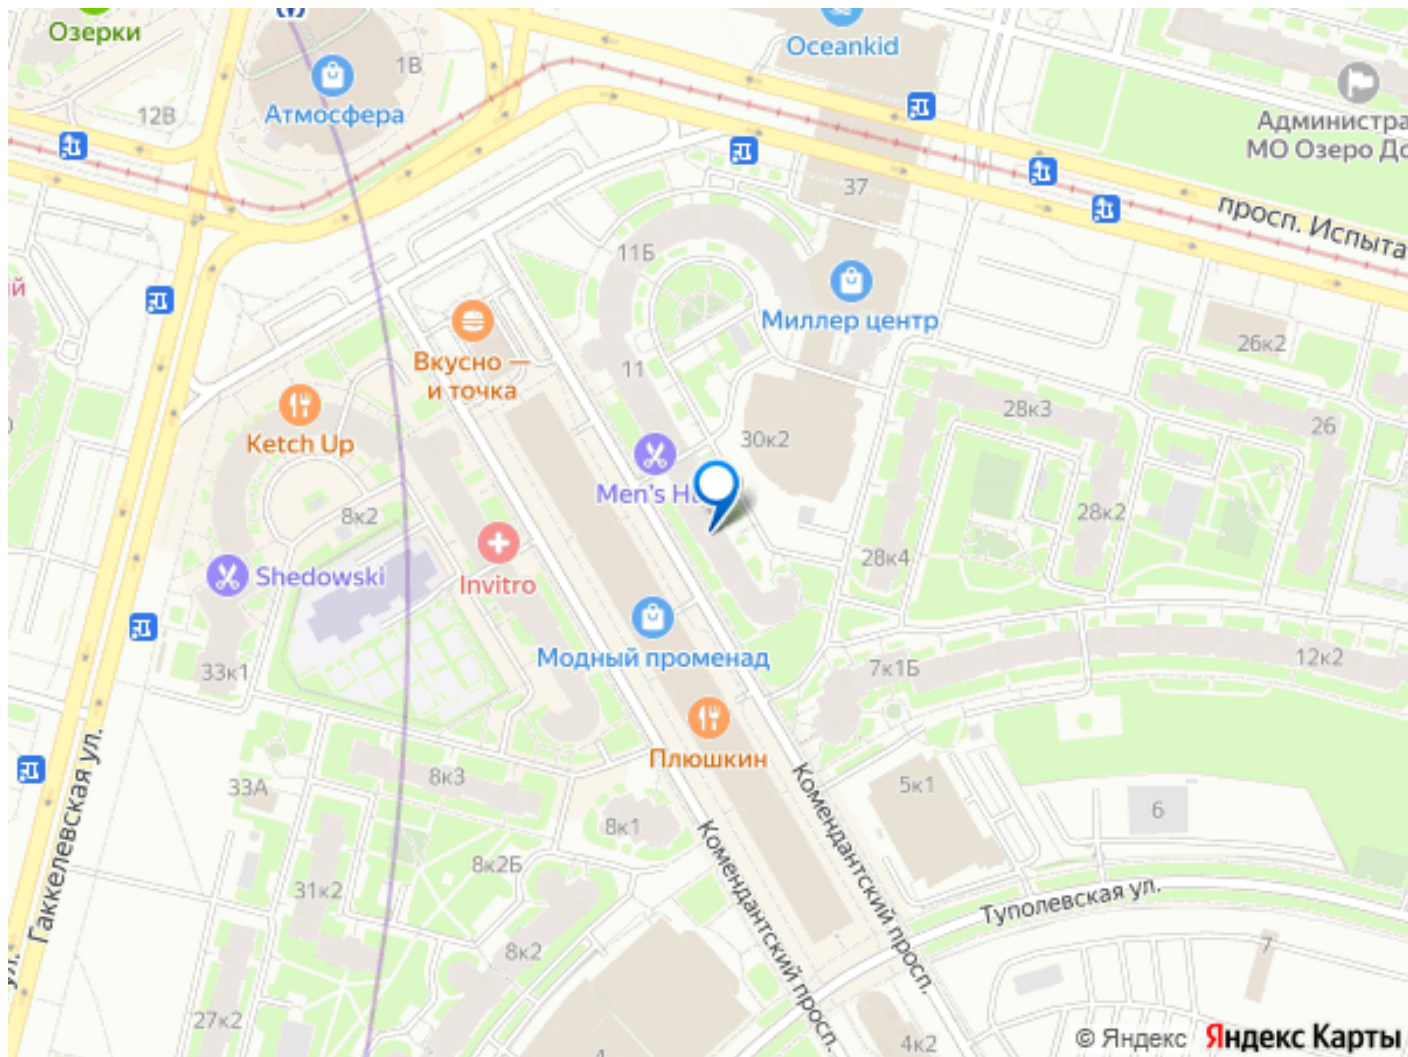 Озерки
1В
Атмосфера
12В
Oceankid
Администра
МО Озеро До
37
просп. Испыта
11Б
й
Миллер центр
Вкусно —
и точка
26к2
11
28к3
26
Ketch Up
30к2
Men's Ha
8к2
28к2
28к4
Shedowski
Invitro
Модный променад
12к2
7к1Б
33к1
Плюшкин
8к3
33А
5к1
6
8к1
Гаккелевская ул.
Комендантский просп.
Комендантский просп.
8к2Б
31к2
Туполевская ул.
8к2
7
ул.
27к2
4к2
4
© Яндекс Яндекс Карты